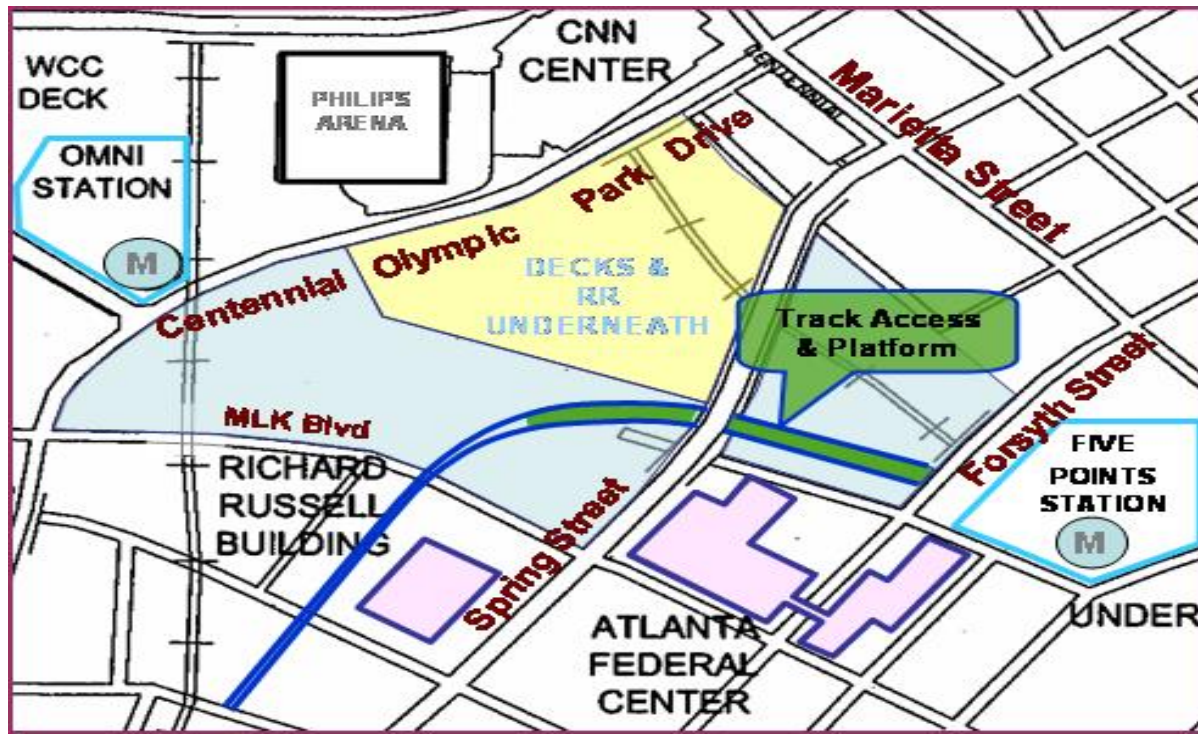 CNN
CENTER
WCC
DECK
PHILIPS
ARENA
CENTENNIAL
Marietta Street
OMNI
STATION
M
Centennial Olympic Park Drive
DECKS &
RR
UNDERNEATH
Track Access
& Platform
MLK Blvd
Forsyth Street
RICHARD
RUSSELL
BUILDING
FIVE
POINTS
STATION
M
Spring Street
ATLANTA
FEDERAL
CENTER
UNDER